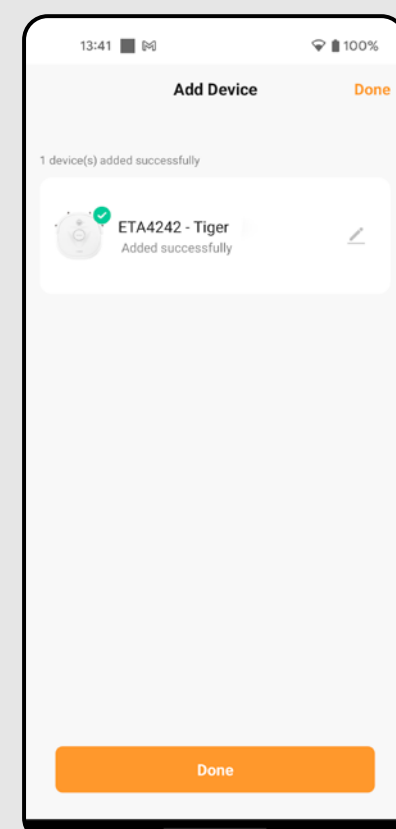 13:41 100%
Add Device Done
1 device(s) added successfully
ETA4242 - Tiger
Added successfully
Done